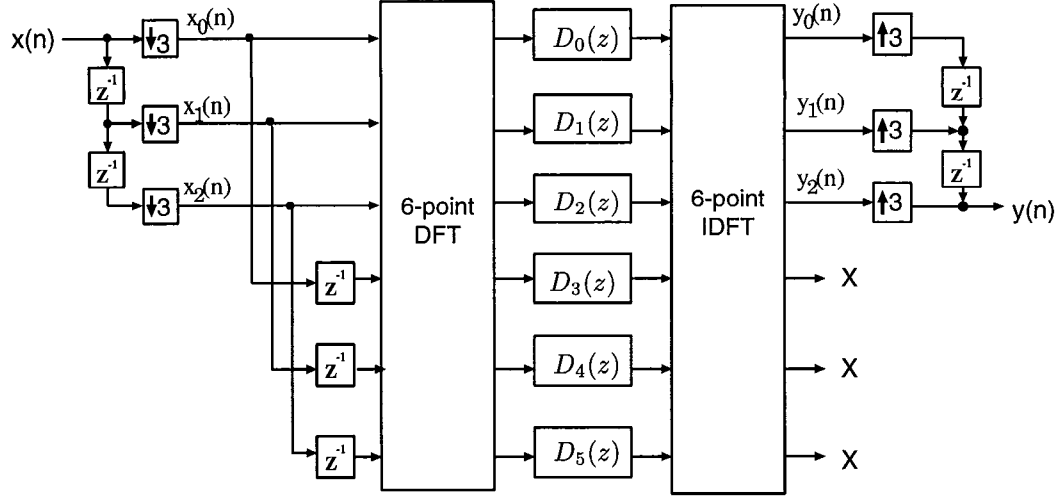 x(n) ↓3 x₀(n) D₀(z) y₀(n) ↑3
z⁻¹ z⁻¹
↓3 x₁(n) D₁(z) y₁(n) ↑3
z⁻¹ z⁻¹
↓3 x₂(n) D₂(z) y₂(n) ↑3 y(n)
6-point
DFT
6-point
IDFT
z⁻¹ D₃(z) X
z⁻¹ D₄(z) X
z⁻¹ D₅(z) X